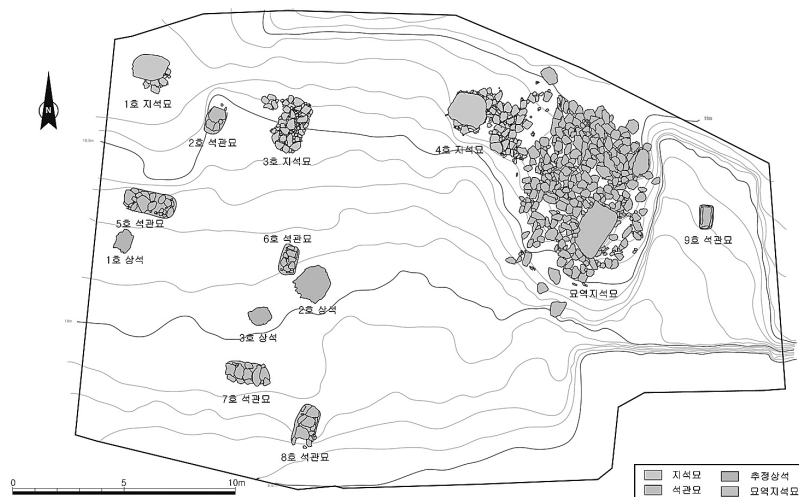 N
1호 지석묘
2호 석관묘
3호 지석묘
4호 지석묘
5호 석관묘
1호 상석
6호 석관묘
2호 상석
3호 상석
7호 석관묘
8호 석관묘
9호 석관묘
묘역지석묘
0 5 10m
지석묘 추정상석
석관묘 묘역지석묘